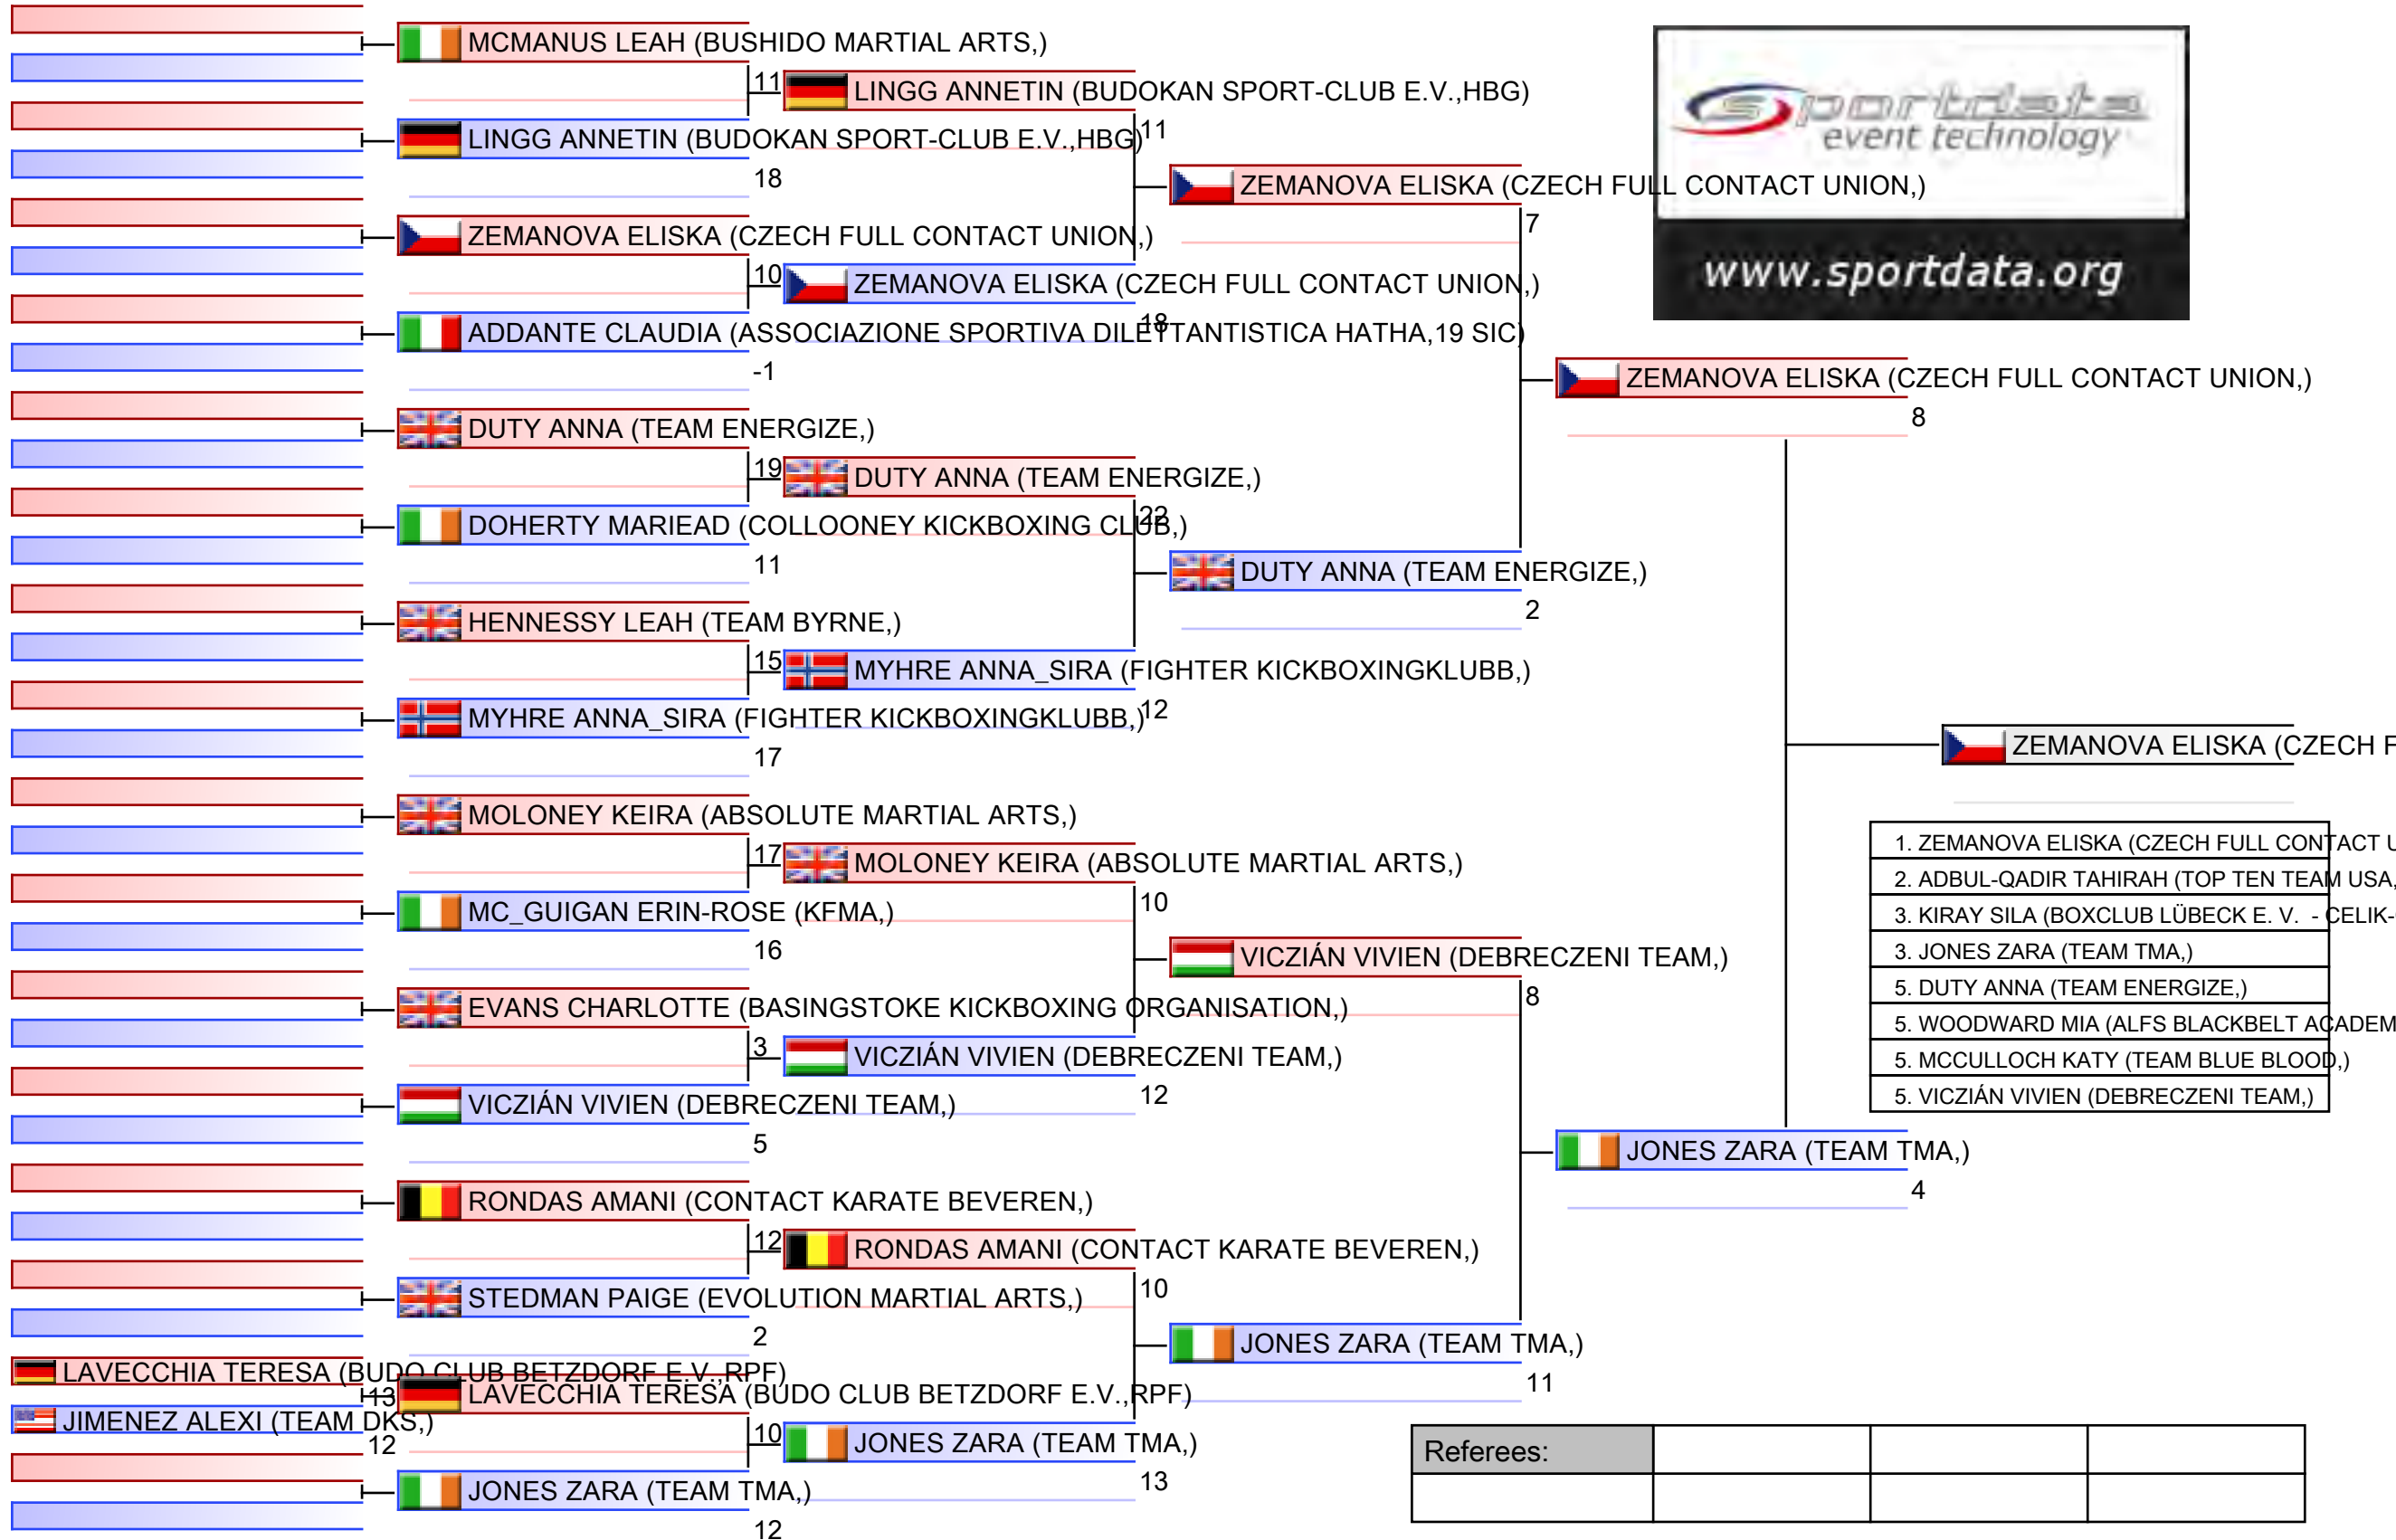 MCMANUS LEAH (BUSHIDO MARTIAL ARTS,)
11
LINGG ANNETIN (BUDOKAN SPORT-CLUB E.V.,HBG)
18
ZEMANOVA ELISKA (CZECH FULL CONTACT UNION,)
10
ADDANTE CLAUDIA (ASSOCIAZIONE SPORTIVA DILETTANTISTICA HATHA,19 SIC)
-1
DUTY ANNA (TEAM ENERGIZE,)
19
DOHERTY MARIEAD (COLLOONEY KICKBOXING CLUB,)
11
HENNESSY LEAH (TEAM BYRNE,)
15
MYHRE ANNA_SIRA (FIGHTER KICKBOXINGKLUBB,)
17
MOLONEY KEIRA (ABSOLUTE MARTIAL ARTS,)
17
MC_GUIGAN ERIN-ROSE (KFMA,)
16
EVANS CHARLOTTE (BASINGSTOKE KICKBOXING ORGANISATION,)
3
VICZIÁN VIVIEN (DEBRECZENI TEAM,)
5
RONDAS AMANI (CONTACT KARATE BEVEREN,)
12
STEDMAN PAIGE (EVOLUTION MARTIAL ARTS,)
2
LAVECCHIA TERESA (BUDO CLUB BETZDORF E.V.,RPF)
13
JIMENEZ ALEXI (TEAM DKS,)
12
LAVECCHIA TERESA (BUDO CLUB BETZDORF E.V.,RPF)
10
JONES ZARA (TEAM TMA,)
12
LINGG ANNETIN (BUDOKAN SPORT-CLUB E.V.,HBG)
11
ZEMANOVA ELISKA (CZECH FULL CONTACT UNION,)
18
DUTY ANNA (TEAM ENERGIZE,)
22
MYHRE ANNA_SIRA (FIGHTER KICKBOXINGKLUBB,)
12
MOLONEY KEIRA (ABSOLUTE MARTIAL ARTS,)
10
VICZIÁN VIVIEN (DEBRECZENI TEAM,)
12
RONDAS AMANI (CONTACT KARATE BEVEREN,)
10
JONES ZARA (TEAM TMA,)
13
ZEMANOVA ELISKA (CZECH FULL CONTACT UNION,)
7
DUTY ANNA (TEAM ENERGIZE,)
2
VICZIÁN VIVIEN (DEBRECZENI TEAM,)
8
JONES ZARA (TEAM TMA,)
11
sportdata
event technology
www.sportdata.org
ZEMANOVA ELISKA (CZECH FULL CONTACT UNION,)
8
JONES ZARA (TEAM TMA,)
4
ZEMANOVA ELISKA (CZECH F
1. ZEMANOVA ELISKA (CZECH FULL CONTACT U
2. ADBUL-QADIR TAHIRAH (TOP TEN TEAM USA,
3. KIRAY SILA (BOXCLUB LÜBECK E. V. - CELIK-
3. JONES ZARA (TEAM TMA,)
5. DUTY ANNA (TEAM ENERGIZE,)
5. WOODWARD MIA (ALFS BLACKBELT ACADEM
5. MCCULLOCH KATY (TEAM BLUE BLOOD,)
5. VICZIÁN VIVIEN (DEBRECZENI TEAM,)
Referees: